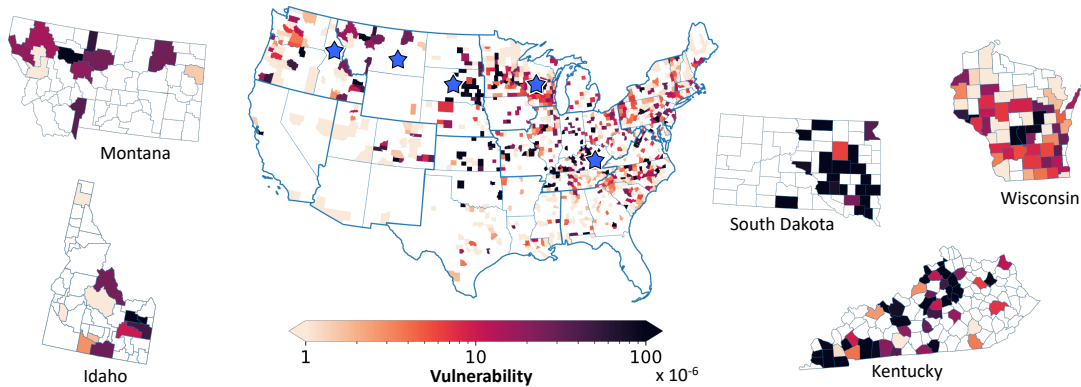 Montana
Wisconsin
South Dakota
Idaho
Kentucky
1
10
100
Vulnerability
x 10⁻⁶